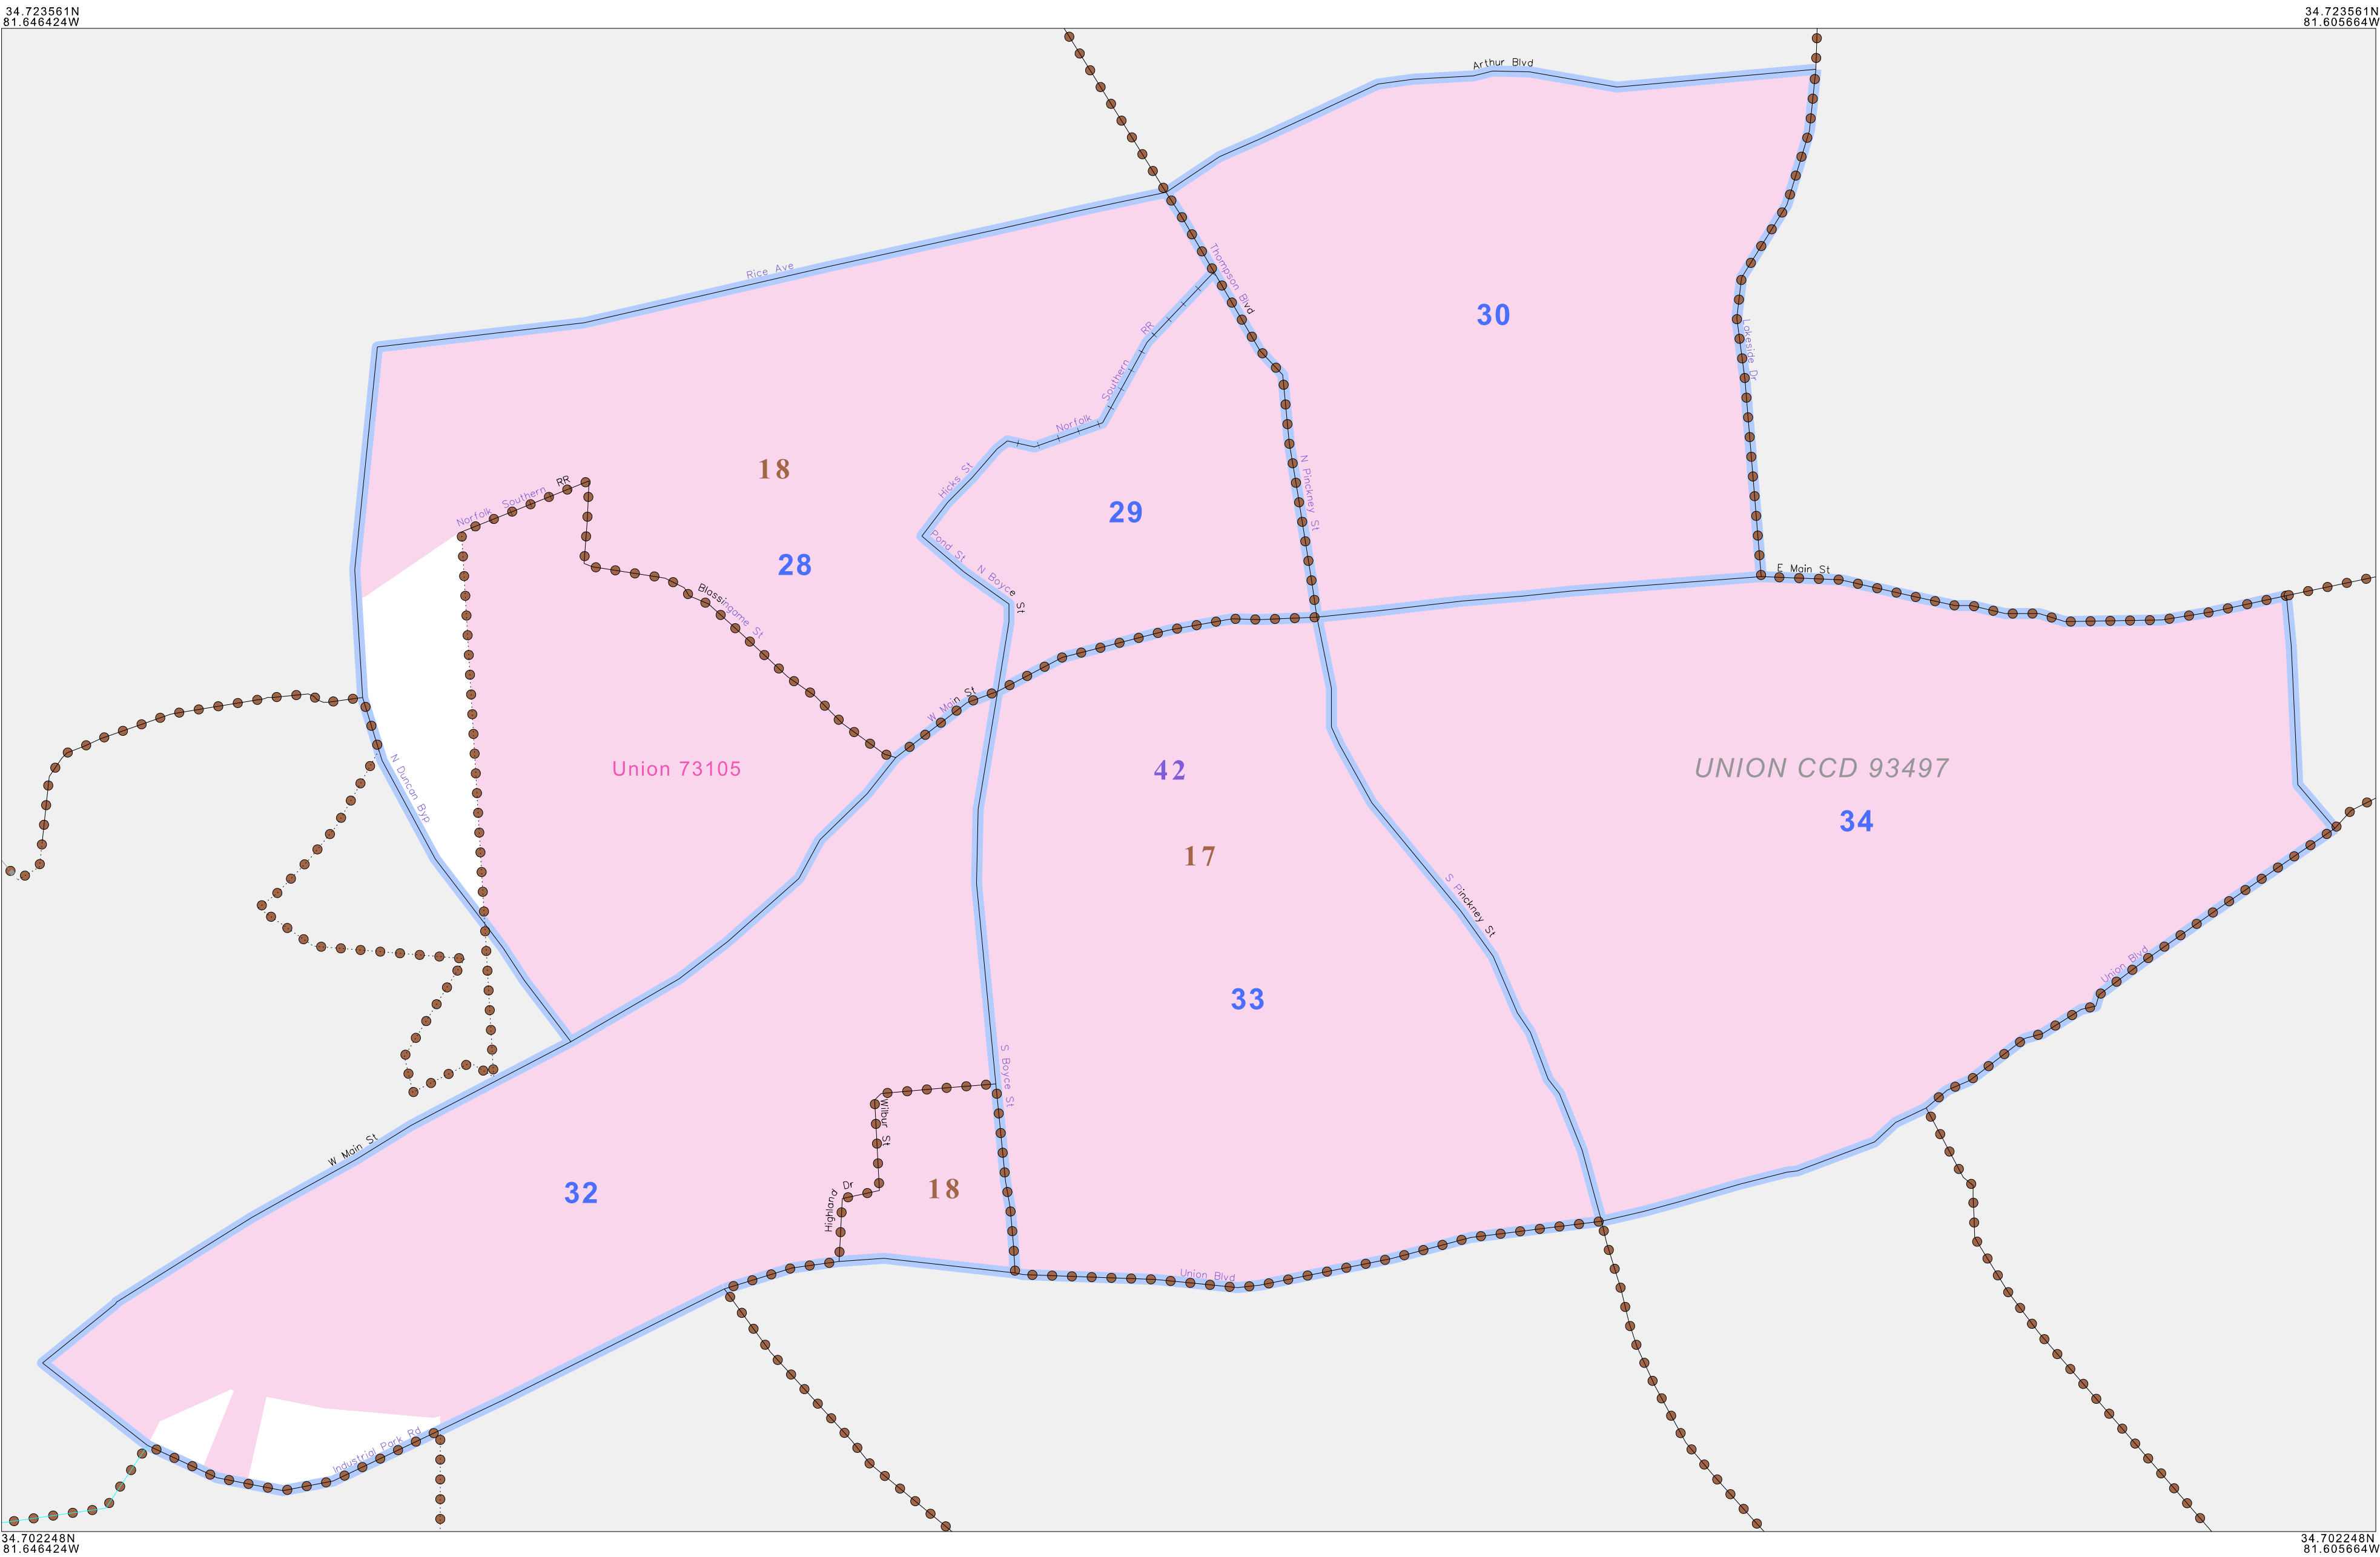 34.723561N
81.646424W
34.723561N
81.605664W
Arthur Blvd
Rice Ave
Thompson Blvd
30
Norfolk Southern RR
Lakeside Dr
18
Hicks St
N Pinckney St
Norfolk Southern RR
29
Pond St
28
N Boyce St
E Main St
Blassingame St
W Main St
Union 73105
42
UNION CCD 93497
N Duncan Byp
34
17
S Pinckney St
33
Union Blvd
S Boyce St
W Main St
Wilbur St
32
18
Highland Dr
Union Blvd
Industrial Park Rd
34.702248N
81.646424W
34.702248N
81.605664W